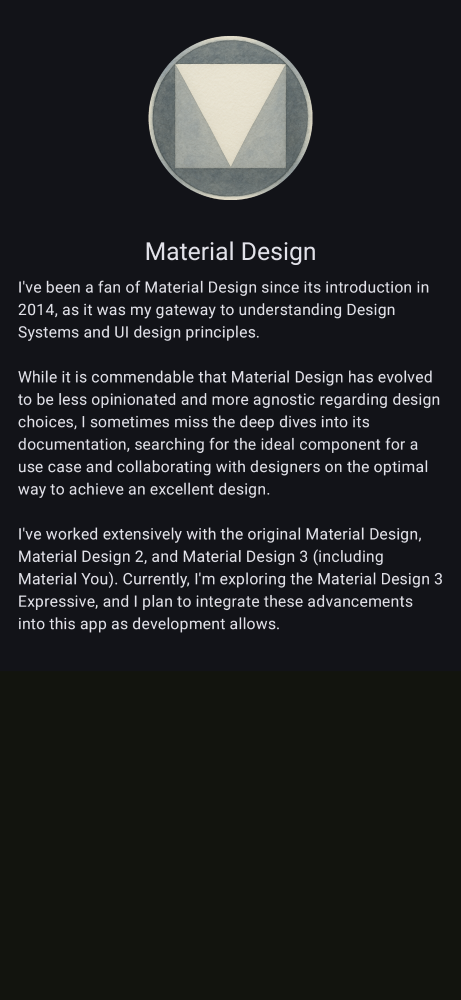 Material Design
I've been a fan of Material Design since its introduction in
2014, as it was my gateway to understanding Design
Systems and UI design principles.
While it is commendable that Material Design has evolved
to be less opinionated and more agnostic regarding design
choices, I sometimes miss the deep dives into its
documentation, searching for the ideal component for a
use case and collaborating with designers on the optimal
way to achieve an excellent design.
I've worked extensively with the original Material Design,
Material Design 2, and Material Design 3 (including
Material You). Currently, I'm exploring the Material Design 3
Expressive, and I plan to integrate these advancements
into this app as development allows.